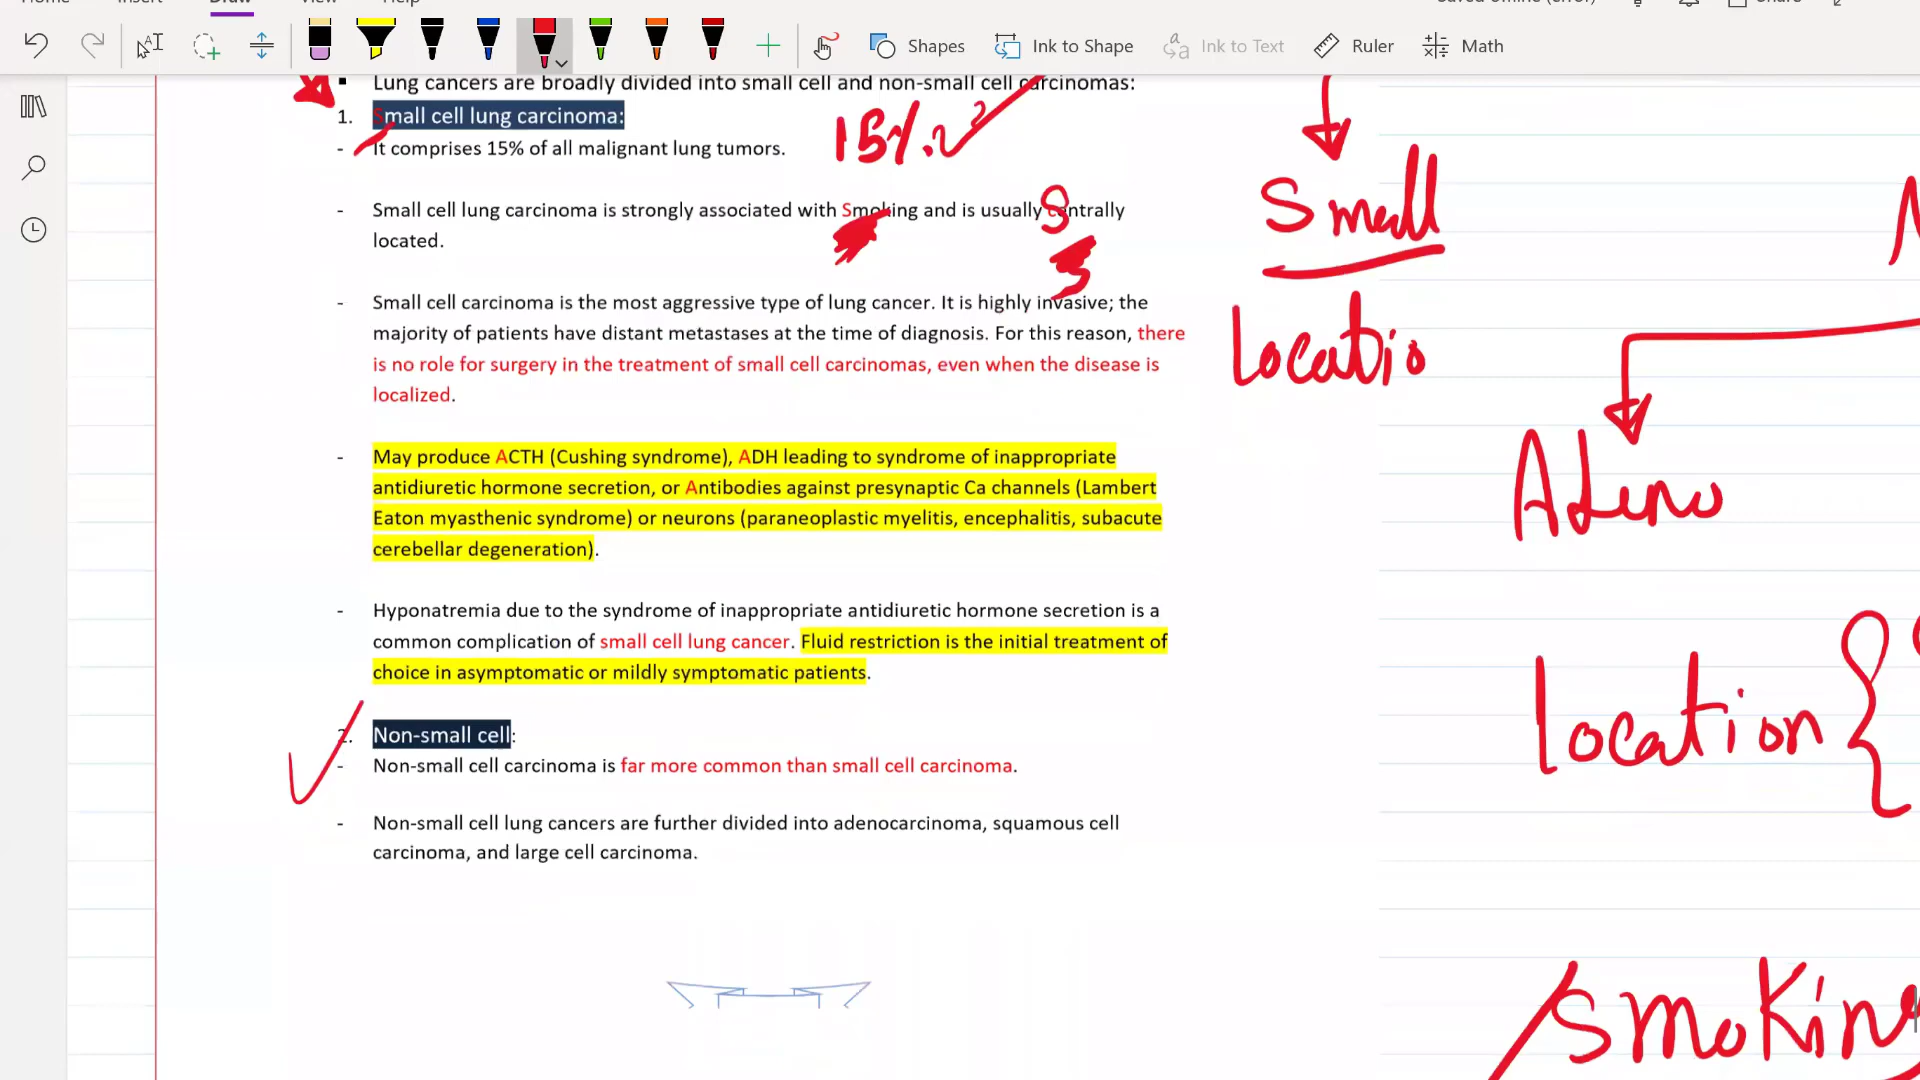 Shapes
Ink to Shape
Ink to Text
Ruler
Math
Lung cancers are broadly divided into small cell and non-small cell carcinomas:
1. Small cell lung carcinoma:
- It comprises 15% of all malignant lung tumors.
15%.
- Small cell lung carcinoma is strongly associated with Smoking and is usually centrally
located.
S
- Small cell carcinoma is the most aggressive type of lung cancer. It is highly invasive; the
majority of patients have distant metastases at the time of diagnosis. For this reason, there
is no role for surgery in the treatment of small cell carcinomas, even when the disease is
localized.
- May produce ACTH (Cushing syndrome), ADH leading to syndrome of inappropriate
antidiuretic hormone secretion, or Antibodies against presynaptic Ca channels (Lambert
Eaton myasthenic syndrome) or neurons (paraneoplastic myelitis, encephalitis, subacute
cerebellar degeneration).
- Hyponatremia due to the syndrome of inappropriate antidiuretic hormone secretion is a
common complication of small cell lung cancer. Fluid restriction is the initial treatment of
choice in asymptomatic or mildly symptomatic patients.
2. Non-small cell:
- Non-small cell carcinoma is far more common than small cell carcinoma.
- Non-small cell lung cancers are further divided into adenocarcinoma, squamous cell
carcinoma, and large cell carcinoma.
Small
Locatio
Adeno
Location
Smoking